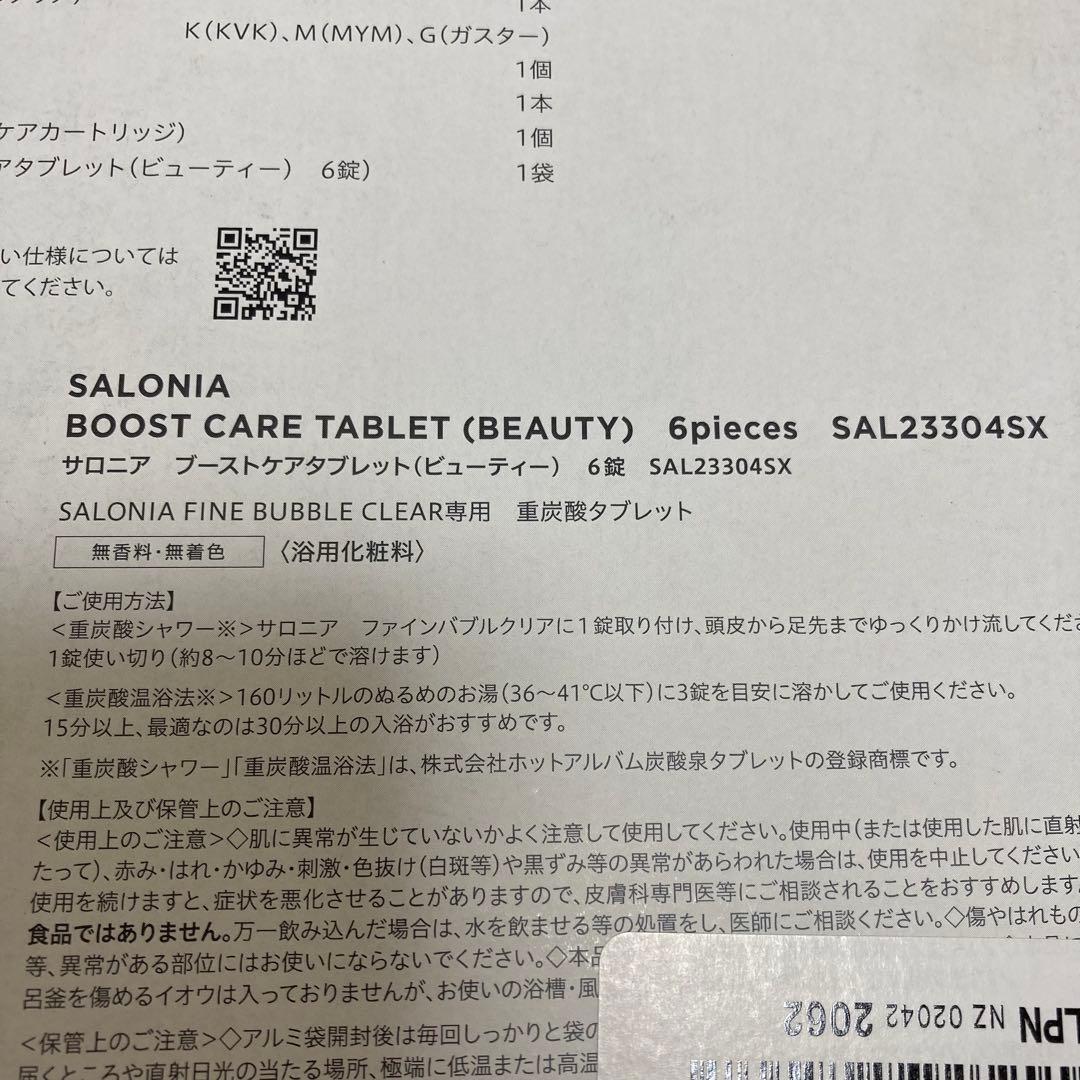 1本
K(KVK)、M(MYM)、G(ガスター)
1個
1本
ケアカートリッジ)
1個
アタブレット(ビューティー) 6錠)
1袋
い仕様については
てください。
SALONIA
BOOST CARE TABLET (BEAUTY) 6pieces SAL23304SX
サロニア ブーストケアタブレット(ビューティー) 6錠 SAL23304SX
SALONIA FINE BUBBLE CLEAR専用 重炭酸タブレット
無香料・無着色 〈浴用化粧料〉
【ご使用方法】
<重炭酸シャワー※>サロニア ファインバブルクリアに1錠取り付け、頭皮から足先までゆっくりかけ流してくださ
1錠使い切り(約8～10分ほどで溶けます)
<重炭酸温浴法※>160リットルのぬるめのお湯(36～41℃以下)に3錠を目安に溶かしてご使用ください。
15分以上、最適なのは30分以上の入浴がおすすめです。
※「重炭酸シャワー」「重炭酸温浴法」は、株式会社ホットアルバム炭酸泉タブレットの登録商標です。
【使用上及び保管上のご注意】
<使用上のご注意>◇肌に異常が生じていないかよく注意して使用してください。使用中(または使用した肌に直射
たって)、赤み・はれ・かゆみ・刺激・色抜け(白斑等)や黒ずみ等の異常があらわれた場合は、使用を中止してください
使用を続けますと、症状を悪化させることがありますので、皮膚科専門医等にご相談されることをおすすめします。
食品ではありません。万一飲み込んだ場合は、水を飲ませる等の処置をし、医師にご相談ください。◇傷やはれもの
等、異常がある部位にはお使いにならないでください。◇本品
呂釜を傷めるイオウは入っておりませんが、お使いの浴槽・風
<保管上のご注意>◇アルミ袋開封後は毎回しっかりと袋の
届くところや直射日光の当たる場所、極端に低温または高温
LPN NZ 02042 2062